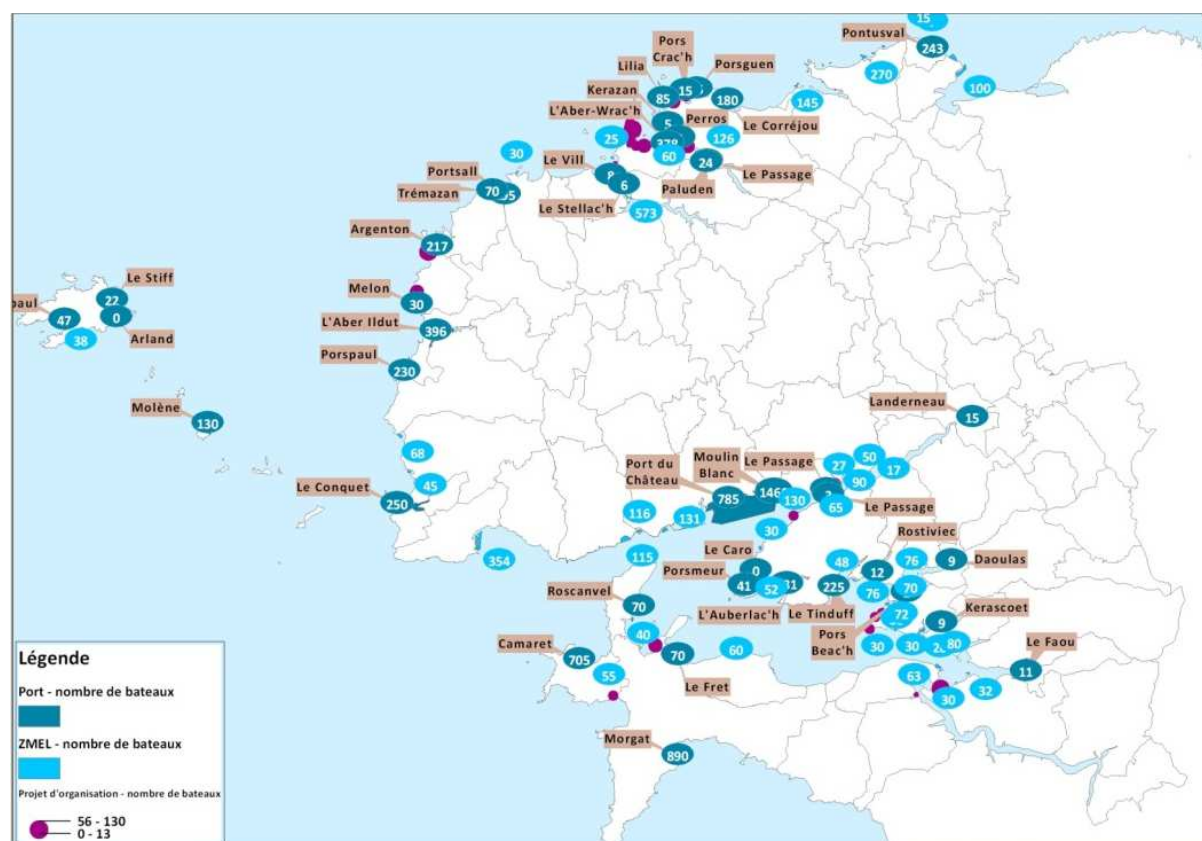 15
Pontusval
243
Pors
Crac'h
Porsguen
Lilia
270
Kerazan
15
85
180
145
100
L'Aber-Wrac'h
5
Perros
Le Corréjou
25
378
126
30
Le Vill
60
24
Le Passage
Portsall
8
6
Paluden
Trémazan
70
Le Stellac'h
573
Argenton
217
Le Stiff
22
Melon
30
47
0
L'Aber Ildut
396
38
Arland
Porspaul
230
Molène
130
Landerneau
15
68
Moulin
Blanc
Le Passage
50
Port du
Château
27
17
45
90
Le Conquet
250
785
130
65
Le Passage
116
131
30
Rostiviec
354
115
Le Caro
0
48
76
9
Daoulas
Porsmeur
41
52
225
12
76
70
Roscanvel
70
L'Auberlac'h
Le Tinduff
72
9
Kerascoet
Pors
Beac'h
40
30
30
80
Le Faou
Camaret
705
70
60
11
55
Le Fret
63
30
32
Morgat
890
Légende
Port - nombre de bateaux
ZMEL - nombre de bateaux
Projet d'organisation - nombre de bateaux
56 - 130
0 - 13